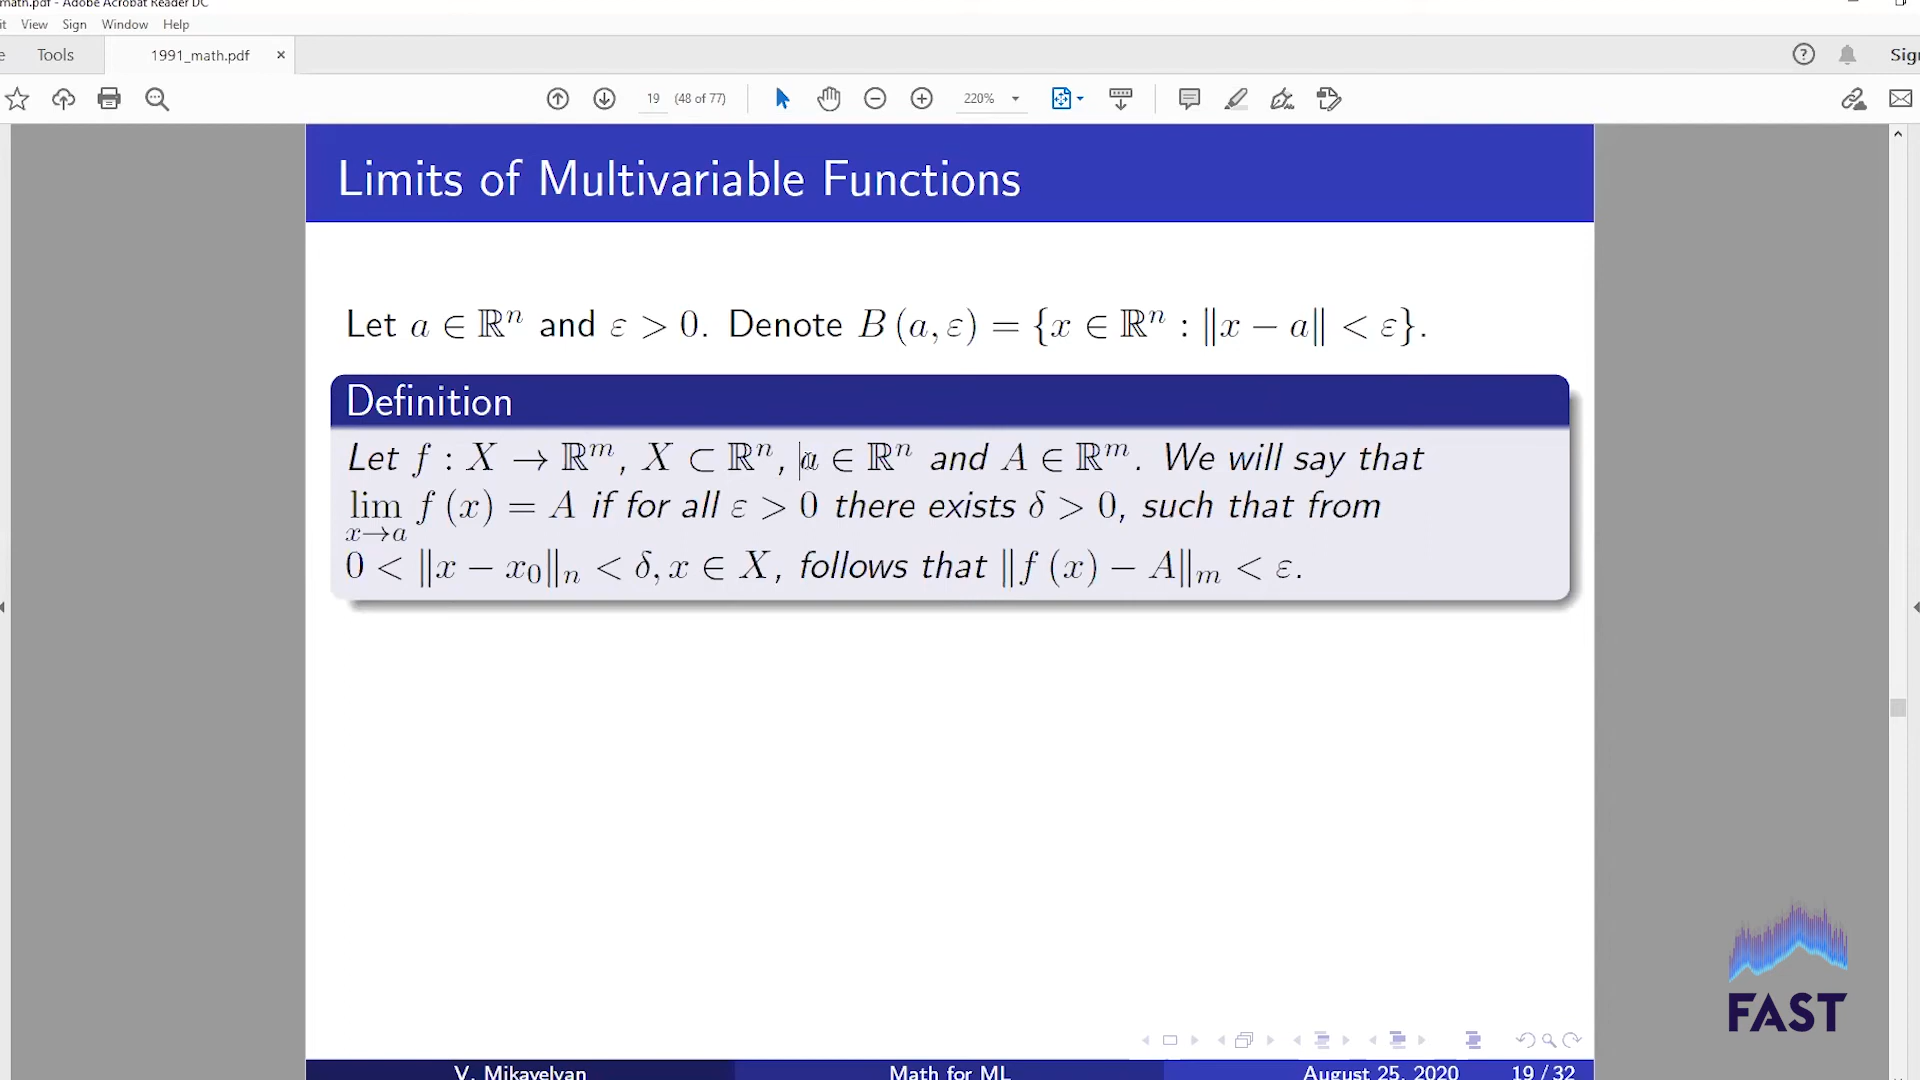 math.pdf - Adobe Acrobat Reader DC
it View Sign Window Help
e Tools 1991_math.pdf × Sign
19 (48 of 77) 220%
Limits of Multivariable Functions
Let a ∈ ℝⁿ and ε > 0. Denote B (a, ε) = {x ∈ ℝⁿ : ‖x − a‖ < ε}.
Definition
Let f : X → ℝᵐ, X ⊂ ℝⁿ, a ∈ ℝⁿ and A ∈ ℝᵐ. We will say that
lim f (x) = A if for all ε > 0 there exists δ > 0, such that from
x→a
0 < ‖x − x₀‖ₙ < δ, x ∈ X, follows that ‖f (x) − A‖ₘ < ε.
FAST
V. Mikayelyan Math for ML August 25, 2020 19 / 32